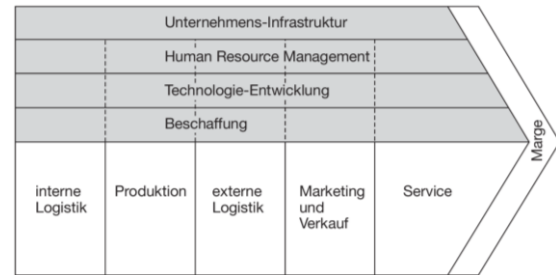 Unternehmens-Infrastruktur
Human Resource Management
Technologie-Entwicklung
Beschaffung
Marge
interne
Logistik
Produktion
externe
Logistik
Marketing
und
Verkauf
Service